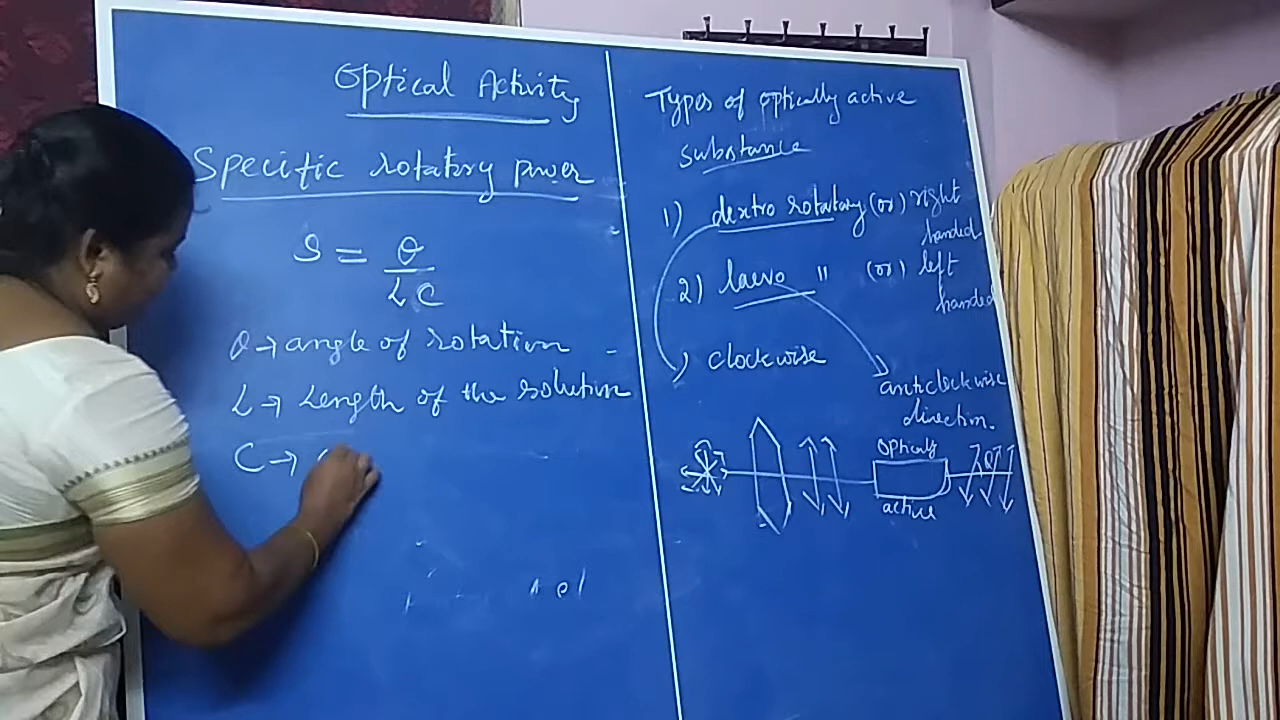 Optical Activity
Specific rotatory power
S = θ
LC
θ → angle of rotation
L → Length of the solution
C →
Types of optically active
substance
1) dextro rotatary (or) right
handed
2) laevo " (or) left
handed
clockwise
anticlockwise
direction.
Optically
active